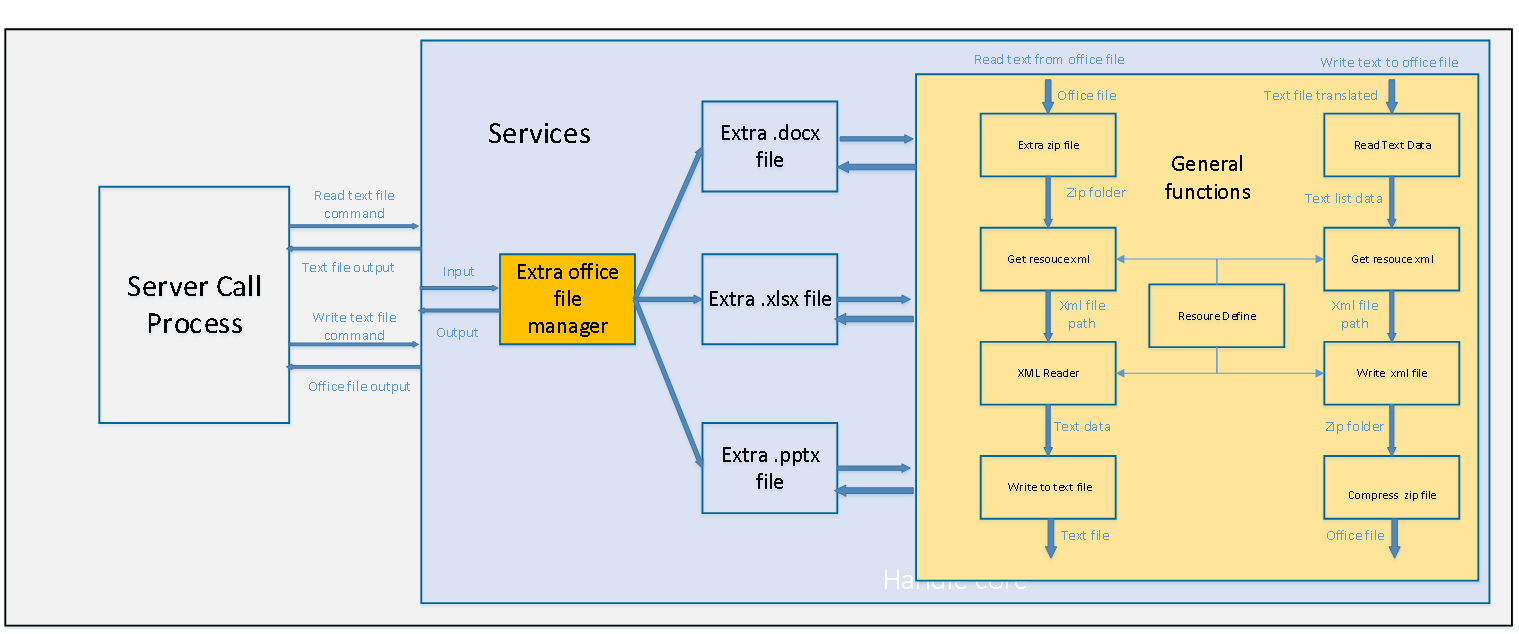 Read text from office file
Write text to office file
Office file
Text file translated
Services
Extra .docx
file
Extra zip file
General
functions
Read Text Data
Read text file
command
Zip folder
Text list data
Text file output
Input
Extra office
file
manager
Extra .xlsx file
Get resouce xml
Get resouce xml
Server Call
Process
Write text file
command
Output
Xml file
path
Resoure Define
Xml file
path
Office file output
XML Reader
Write xml file
Text data
Zip folder
Extra .pptx
file
Write to text file
Compress zip file
Text file
Office file
Handle core